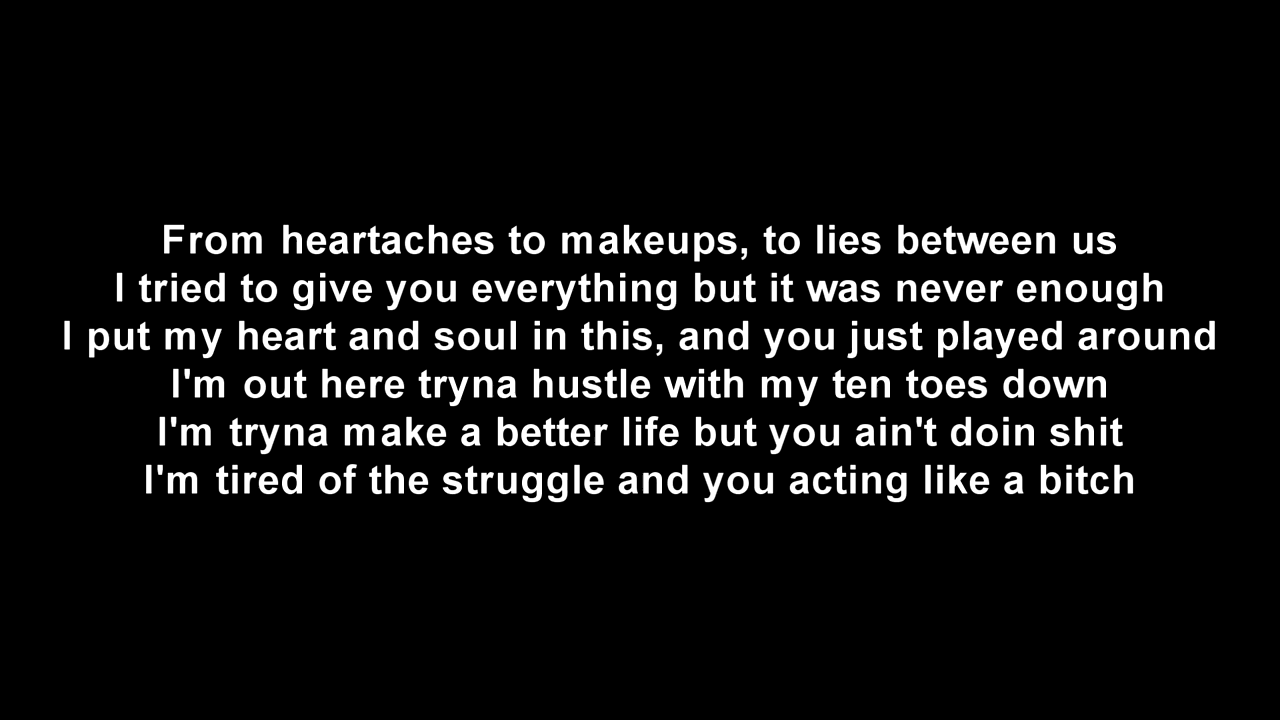 From heartaches to makeups, to lies between us
I tried to give you everything but it was never enough
I put my heart and soul in this, and you just played around
I'm out here tryna hustle with my ten toes down
I'm tryna make a better life but you ain't doin shit
I'm tired of the struggle and you acting like a bitch